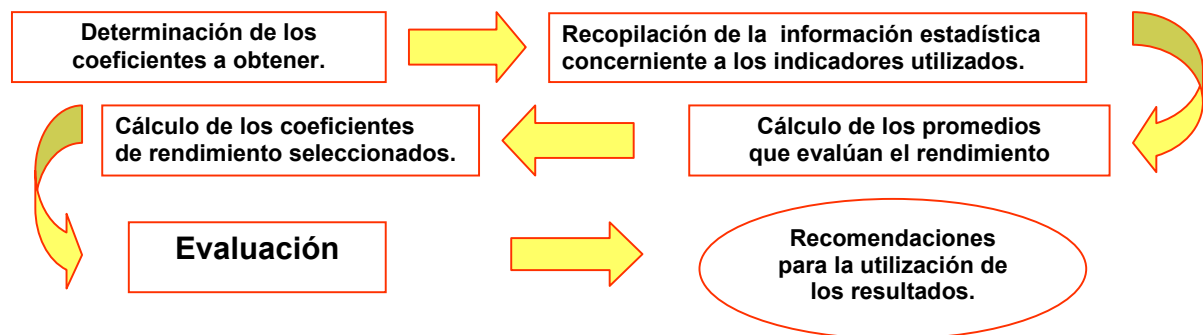 Determinación de los
coeficientes a obtener.
Recopilación de la información estadística
concerniente a los indicadores utilizados.
Cálculo de los promedios
que evalúan el rendimiento
Cálculo de los coeficientes
de rendimiento seleccionados.
Evaluación
Recomendaciones
para la utilización de
los resultados.